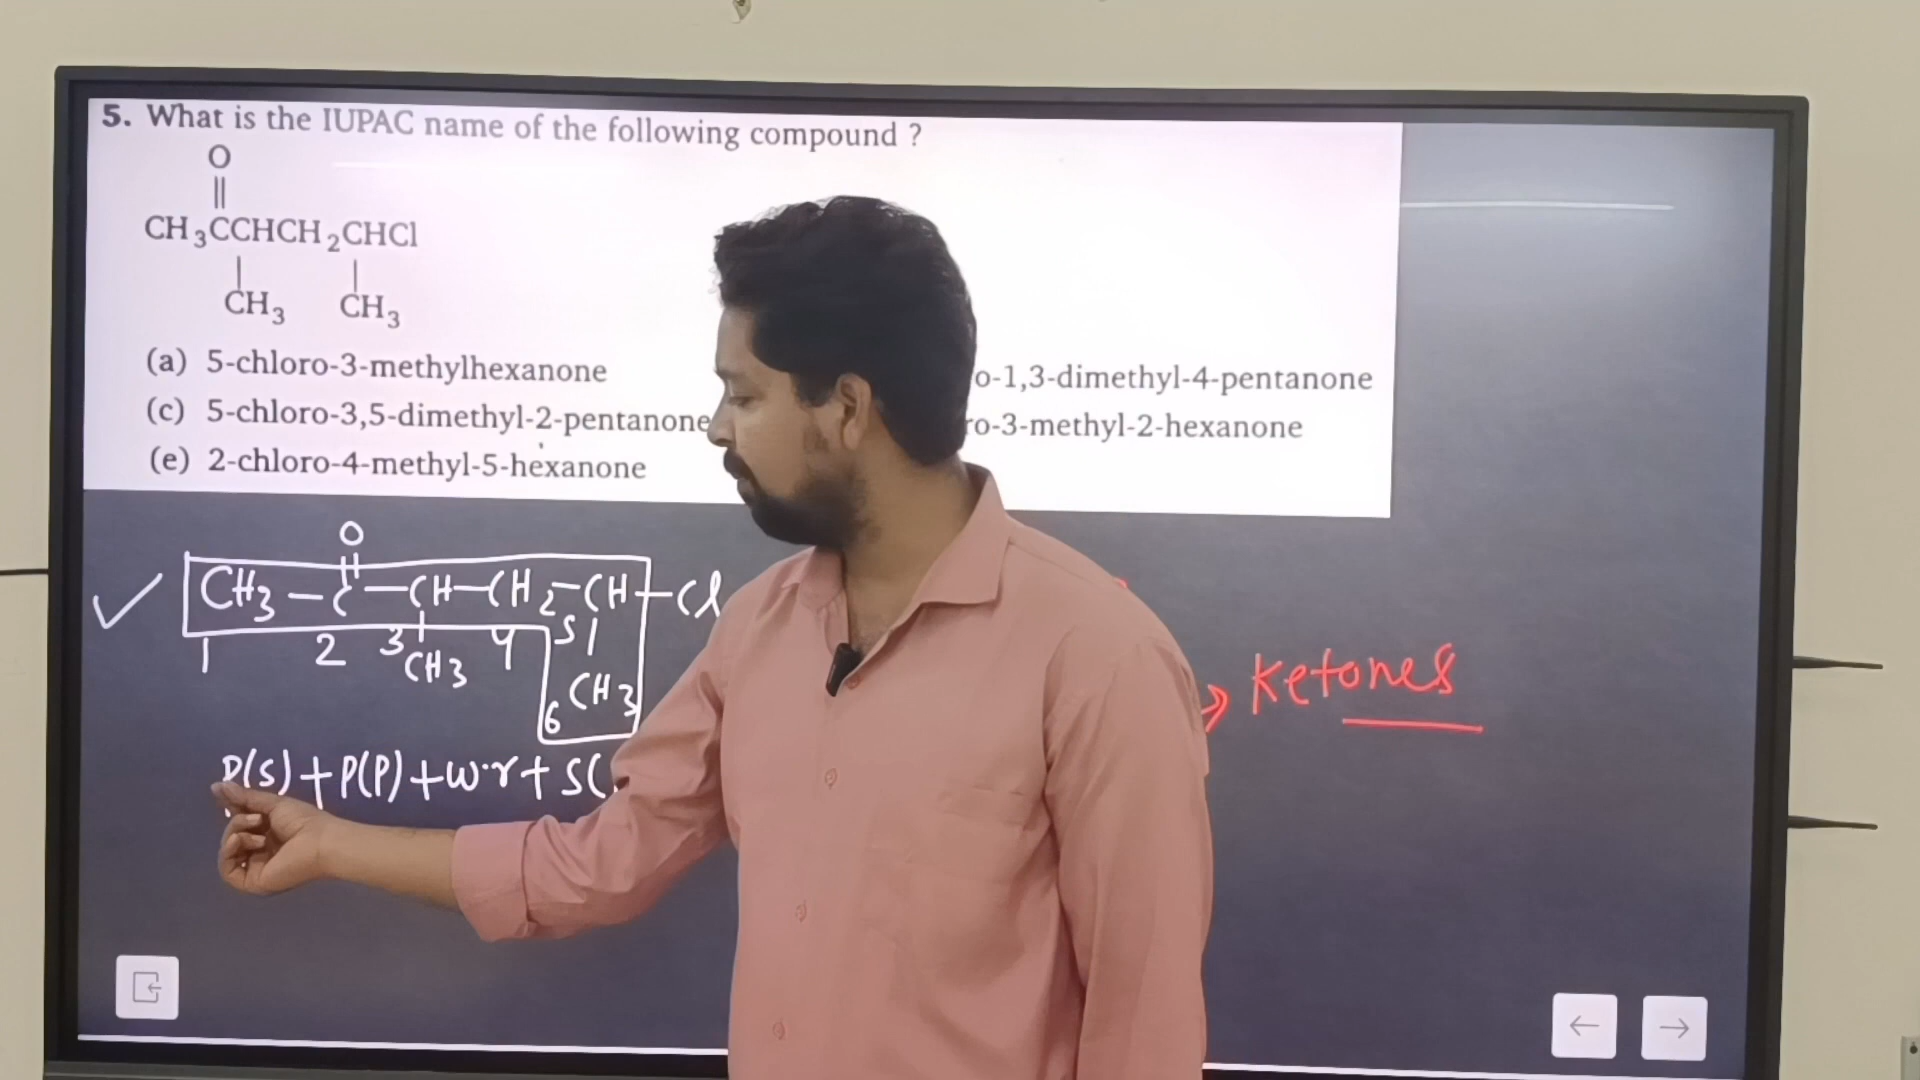 5. What is the IUPAC name of the following compound ?
O
||
CH3CCHCH2CHCl
| |
CH3 CH3
(a) 5-chloro-3-methylhexanone
o-1,3-dimethyl-4-pentanone
(c) 5-chloro-3,5-dimethyl-2-pentanone
ro-3-methyl-2-hexanone
(e) 2-chloro-4-methyl-5-hexanone
O
||
CH3-C-CH-CH2-CH-Cl
1 2 3 4 5
CH3
6 CH3
P(S)+P(P)+w.r+S(
Ketones